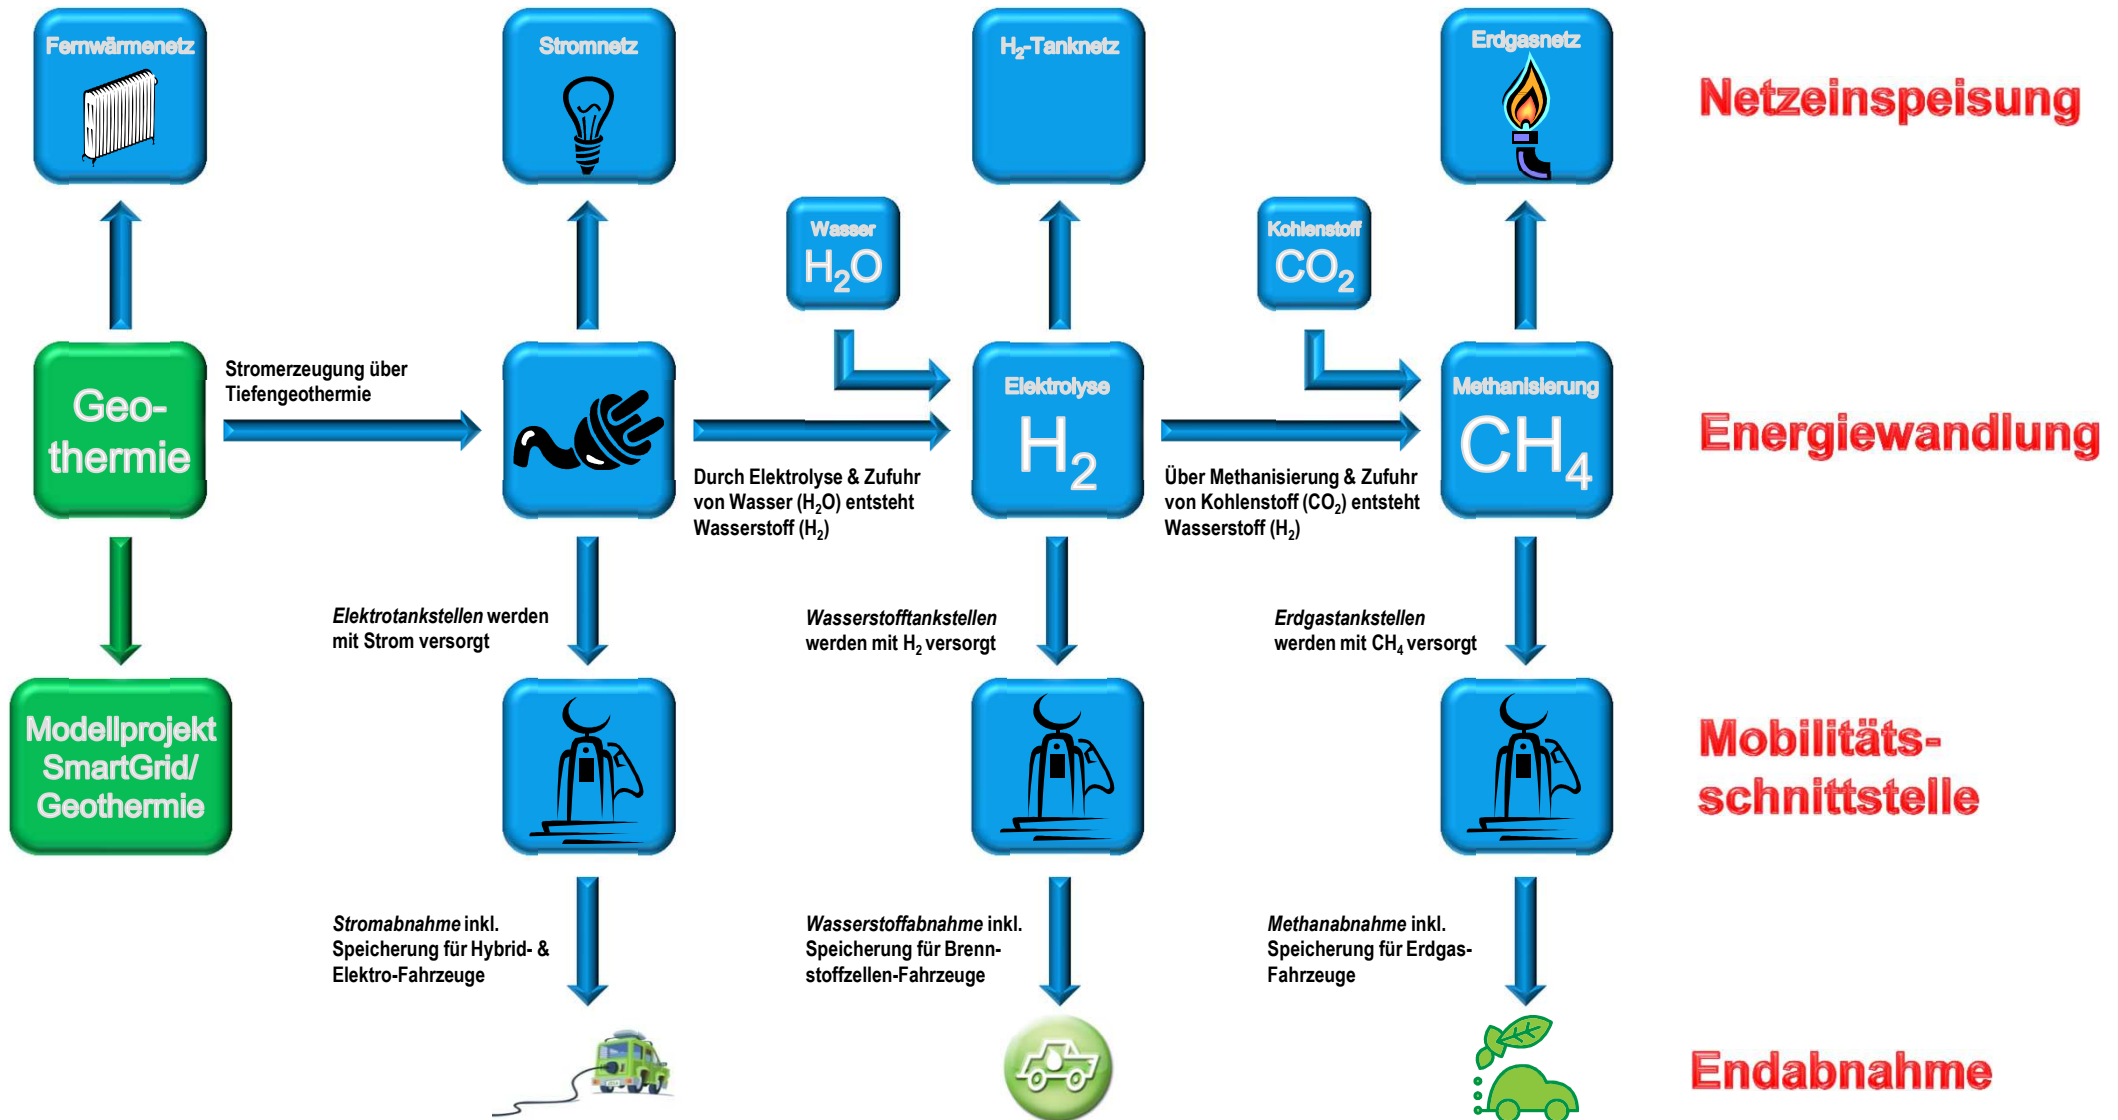 Fernwärmenetz
Stromnetz
H₂-Tanknetz
Erdgasnetz
Netzeinspeisung
Wasser
H₂O
Kohlenstoff
CO₂
Geo-
thermie
Stromerzeugung über
Tiefengeothermie
Durch Elektrolyse & Zufuhr
von Wasser (H₂O) entsteht
Wasserstoff (H₂)
Elektrolyse
H₂
Über Methanisierung & Zufuhr
von Kohlenstoff (CO₂) entsteht
Wasserstoff (H₂)
Methanisierung
CH₄
Energiewandlung
Elektrotankstellen werden
mit Strom versorgt
Wasserstofftankstellen
werden mit H₂ versorgt
Erdgastankstellen
werden mit CH₄ versorgt
Modellprojekt
SmartGrid/
Geothermie
Mobilitäts-
schnittstelle
Stromabnahme inkl.
Speicherung für Hybrid- &
Elektro-Fahrzeuge
Wasserstoffabnahme inkl.
Speicherung für Brenn-
stoffzellen-Fahrzeuge
Methanabnahme inkl.
Speicherung für Erdgas-
Fahrzeuge
Endabnahme